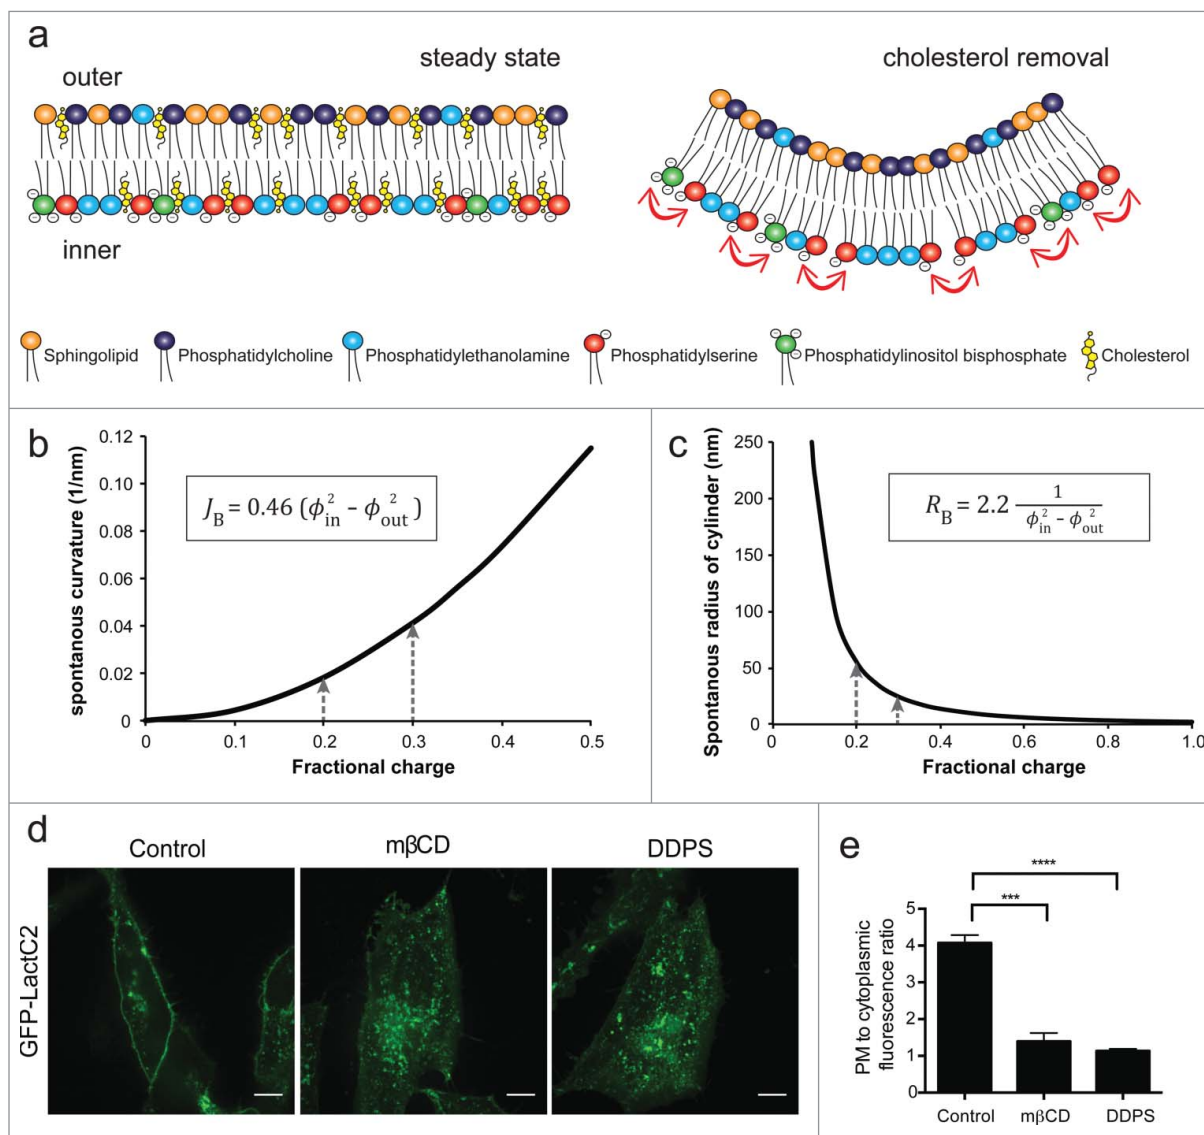 a
steady state
cholesterol removal
outer
inner
Sphingolipid
Phosphatidylcholine
Phosphatidylethanolamine
Phosphatidylserine
Phosphatidylinositol bisphosphate
Cholesterol
b
spontanous curvature (1/nm)
0.12
0.10
0.08
0.06
0.04
0.02
0
J_B = 0.46 (ϕ_in^2 - ϕ_out^2)
0 0.1 0.2 0.3 0.4 0.5
Fractional charge
c
Spontanous radius of cylinder (nm)
250
200
150
100
50
0
R_B = 2.2 1 / (ϕ_in^2 - ϕ_out^2)
0 0.2 0.4 0.6 0.8 1.0
Fractional charge
d
Control
mβCD
DDPS
GFP-LactC2
e
****
***
PM to cytoplasmic
fluorescence ratio
5
4
3
2
1
0
Control mβCD DDPS